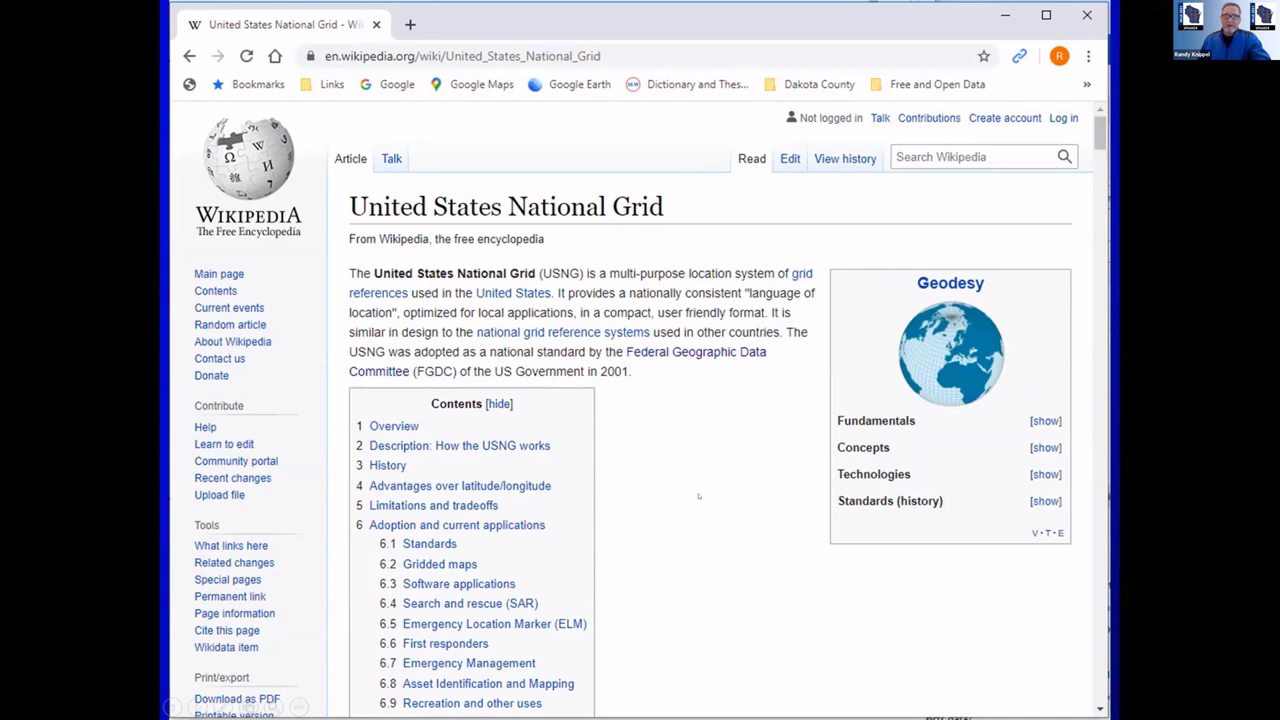 United States National Grid - Wi
en.wikipedia.org/wiki/United_States_National_Grid
R
Bookmarks Links Google Google Maps Google Earth Dictionary and Thes... Dakota County Free and Open Data »
Randy Knippel
SPEAKER
SPEAKER
Not logged in Talk Contributions Create account Log in
Article Talk Read Edit View history Search Wikipedia
WIKIPEDIA
The Free Encyclopedia
Main page
Contents
Current events
Random article
About Wikipedia
Contact us
Donate
Contribute
Help
Learn to edit
Community portal
Recent changes
Upload file
Tools
What links here
Related changes
Special pages
Permanent link
Page information
Cite this page
Wikidata item
Print/export
Download as PDF
Printable version
United States National Grid
From Wikipedia, the free encyclopedia
The United States National Grid (USNG) is a multi-purpose location system of grid
references used in the United States. It provides a nationally consistent "language of
location", optimized for local applications, in a compact, user friendly format. It is
similar in design to the national grid reference systems used in other countries. The
USNG was adopted as a national standard by the Federal Geographic Data
Committee (FGDC) of the US Government in 2001.
Contents [hide]
1 Overview
2 Description: How the USNG works
3 History
4 Advantages over latitude/longitude
5 Limitations and tradeoffs
6 Adoption and current applications
6.1 Standards
6.2 Gridded maps
6.3 Software applications
6.4 Search and rescue (SAR)
6.5 Emergency Location Marker (ELM)
6.6 First responders
6.7 Emergency Management
6.8 Asset Identification and Mapping
6.9 Recreation and other uses
Geodesy
Fundamentals [show]
Concepts [show]
Technologies [show]
Standards (history) [show]
V · T · E